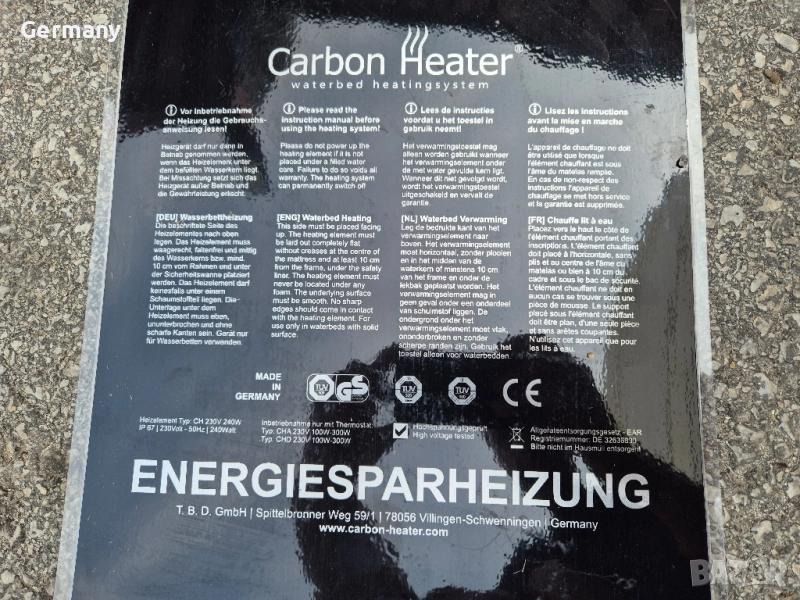 Germany
Carbon Heater®
waterbed heatingsystem
Vor Inbetriebnahme
der Heizung die Gebrauchs-
anweisung lesen!
Heizgerät darf nur dann in
Betrieb genommen werden,
wenn das Heizelement unter
dem befüllten Wasserkern liegt.
Bei Missachtung setzt sich das
Heizgerät außer Betrieb und
die Gewährleistung erlischt.
[DEU] Wasserbettheizung
Die beschriftete Seite des
Heizelementes nach oben
legen. Das Heizelement muss
waagerecht, faltenfrei und mittig
des Wasserkerns bzw. mind.
10 cm vom Rahmen und unter
der Sicherheitswanne platziert
werden. Das Heizelement darf
keinesfalls unter einem
Schaumstoffteil liegen. Die
Unterlage unter dem
Heizelement muss eben,
ununterbrochen und ohne
scharfe Kanten sein. Gerät nur
für Wasserbetten verwenden.
Please read the
instruction manual before
using the heating system!
Please do not power up the
heating element if it is not
placed under a filled water
core. Failure to do so voids all
warranty. The heating system
can permanently switch off
[ENG] Waterbed Heating
This side must be placed facing
up. The heating element must
be laid out completely flat
without creases at the centre of
the mattress and at least 10 cm
from the frame, under the safety
liner. The heating element must
never be located under any
foam. The underlying surface
must be smooth. No sharp
edges should come in contact
with the heating element. For
use only in waterbeds with solid
surface.
Lees de instructies
voordat u het toestel in
gebruik neemt!
Het verwarmingstoestel mag
alleen worden gebruikt wanneer
het verwarmingselement onder
de met water gevulde kern ligt.
Wanneer dit niet gevolgd wordt,
wordt het verwarmingstoestel
uitgeschakeld en vervalt de
garantie.
[NL] Waterbed Verwarming
Leg de bedrukte kant van het
verwarmingselement naar
boven. Het verwarmingselement
moet horizontaal, zonder plooien
en in het midden van de
waterkern of minstens 10 cm
van het frame en onder de
lekbak geplaatst worden. Het
verwarmingselement mag in
geen geval onder een onderdeel
van schuimstof liggen. De
ondergrond onder het
verwarmingselement moet vlak,
ononderbroken en zonder
scherpe randen zijn. Gebruik het
toestel alleen voor waterbedden.
Lisez les instructions
avant la mise en marche
du chauffage !
L'appareil de chauffage ne doit
être utilisé que lorsque
l'élément chauffant est sous
l'âme du matelas remplie.
En cas de non-respect des
instructions l'appareil de
chauffage se met hors service
et la garantie est supprimée.
[FR] Chauffe lit à eau
Placez vers le haut le côté de
l'élément chauffant portant des
inscriptions. L'élément chauffant
doit placé à l'horizontale, sans
plis et au centre de l'âme du
matelas ou bien à 10 cm du
cadre et sous le bac de sécurité.
L'élément chauffant ne doit en
aucun cas se trouver sous une
pièce de mousse. Le support
placé sous l'élément chauffant
doit être plan, d'une seule pièce
et sans arêtes coupantes.
N'utilisez cet appareil que pour
les lits à eau.
MADE
IN
GERMANY
TÜV GS TÜV TÜV CE
Heizelement Typ: CH 230V 240W
IP 67 | 230Volt - 50Hz | 240Watt
Inbetriebnahme nur mit Thermostat
Typ: CHA 230V 100W-300W
Typ: CHD 230V 100W-300W
Hochspannungsgeprüft
High voltage tested
Altgeräteentsorgungsgesetz - EAR
Registriernummer: DE
Bitte nicht im Hausmüll entsorgen!
ENERGIESPARHEIZUNG
T. B. D. GmbH | Spittelbronner Weg 59/1 | 78056 Villingen-Schwenningen | Germany
www.carbon-heater.com
BAZAR